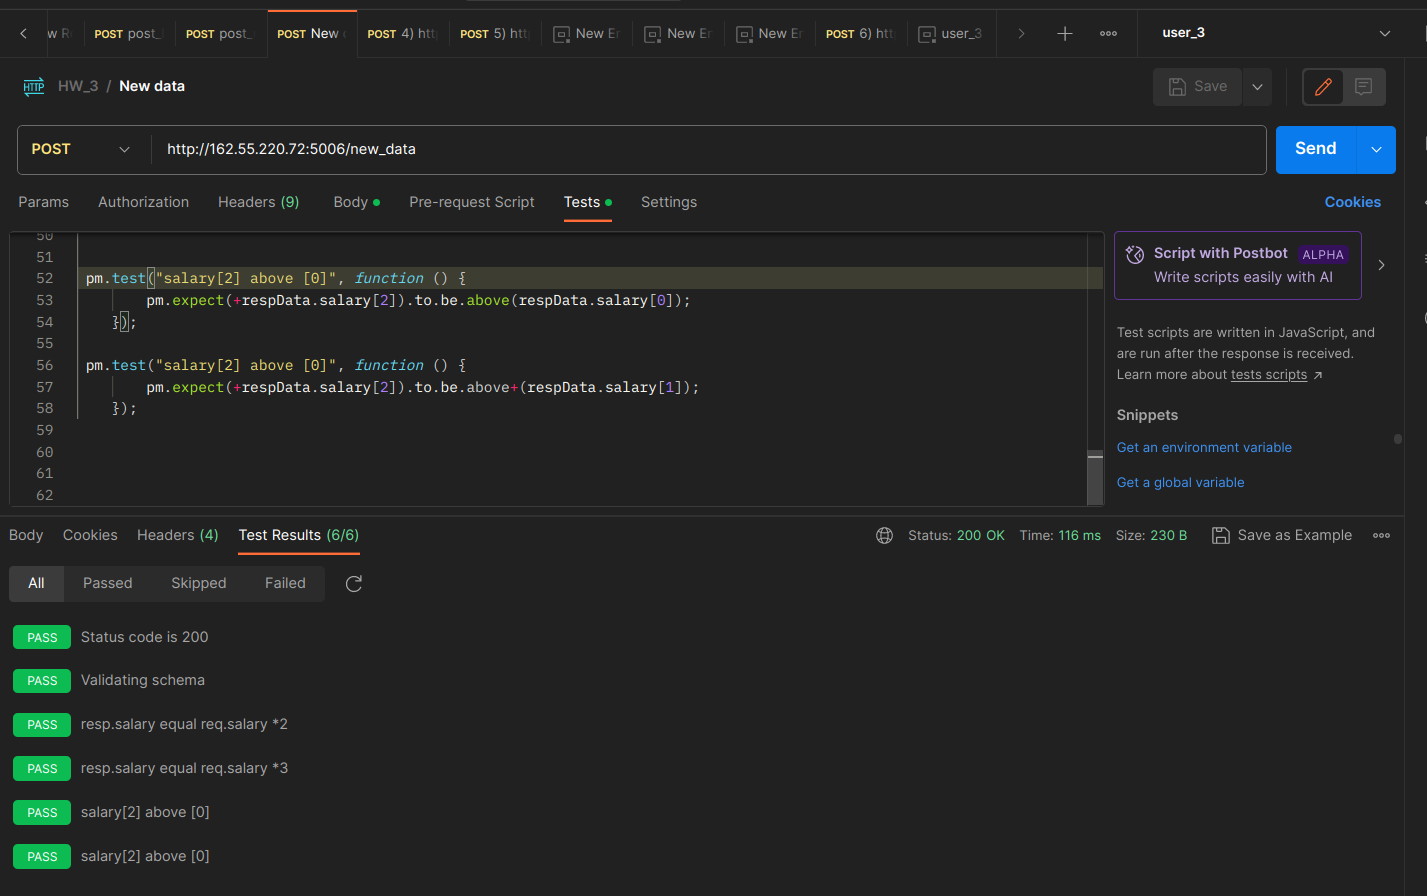 w R POST post_ POST post_ POST New POST 4) htt POST 5) htt New Er New Er New Er POST 6) htt user_3 user_3
HTTP HW_3 / New data Save
POST http://162.55.220.72:5006/new_data Send
Params Authorization Headers (9) Body Pre-request Script Tests Settings Cookies
50
51
52 pm.test("salary[2] above [0]", function () {
53 pm.expect(+respData.salary[2]).to.be.above(respData.salary[0]);
54 });
55
56 pm.test("salary[2] above [0]", function () {
57 pm.expect(+respData.salary[2]).to.be.above+(respData.salary[1]);
58 });
59
60
61
62
Script with Postbot ALPHA
Write scripts easily with AI
Test scripts are written in JavaScript, and
are run after the response is received.
Learn more about tests scripts ↗
Snippets
Get an environment variable
Get a global variable
Body Cookies Headers (4) Test Results (6/6) Status: 200 OK Time: 116 ms Size: 230 B Save as Example
All Passed Skipped Failed
PASS Status code is 200
PASS Validating schema
PASS resp.salary equal req.salary *2
PASS resp.salary equal req.salary *3
PASS salary[2] above [0]
PASS salary[2] above [0]